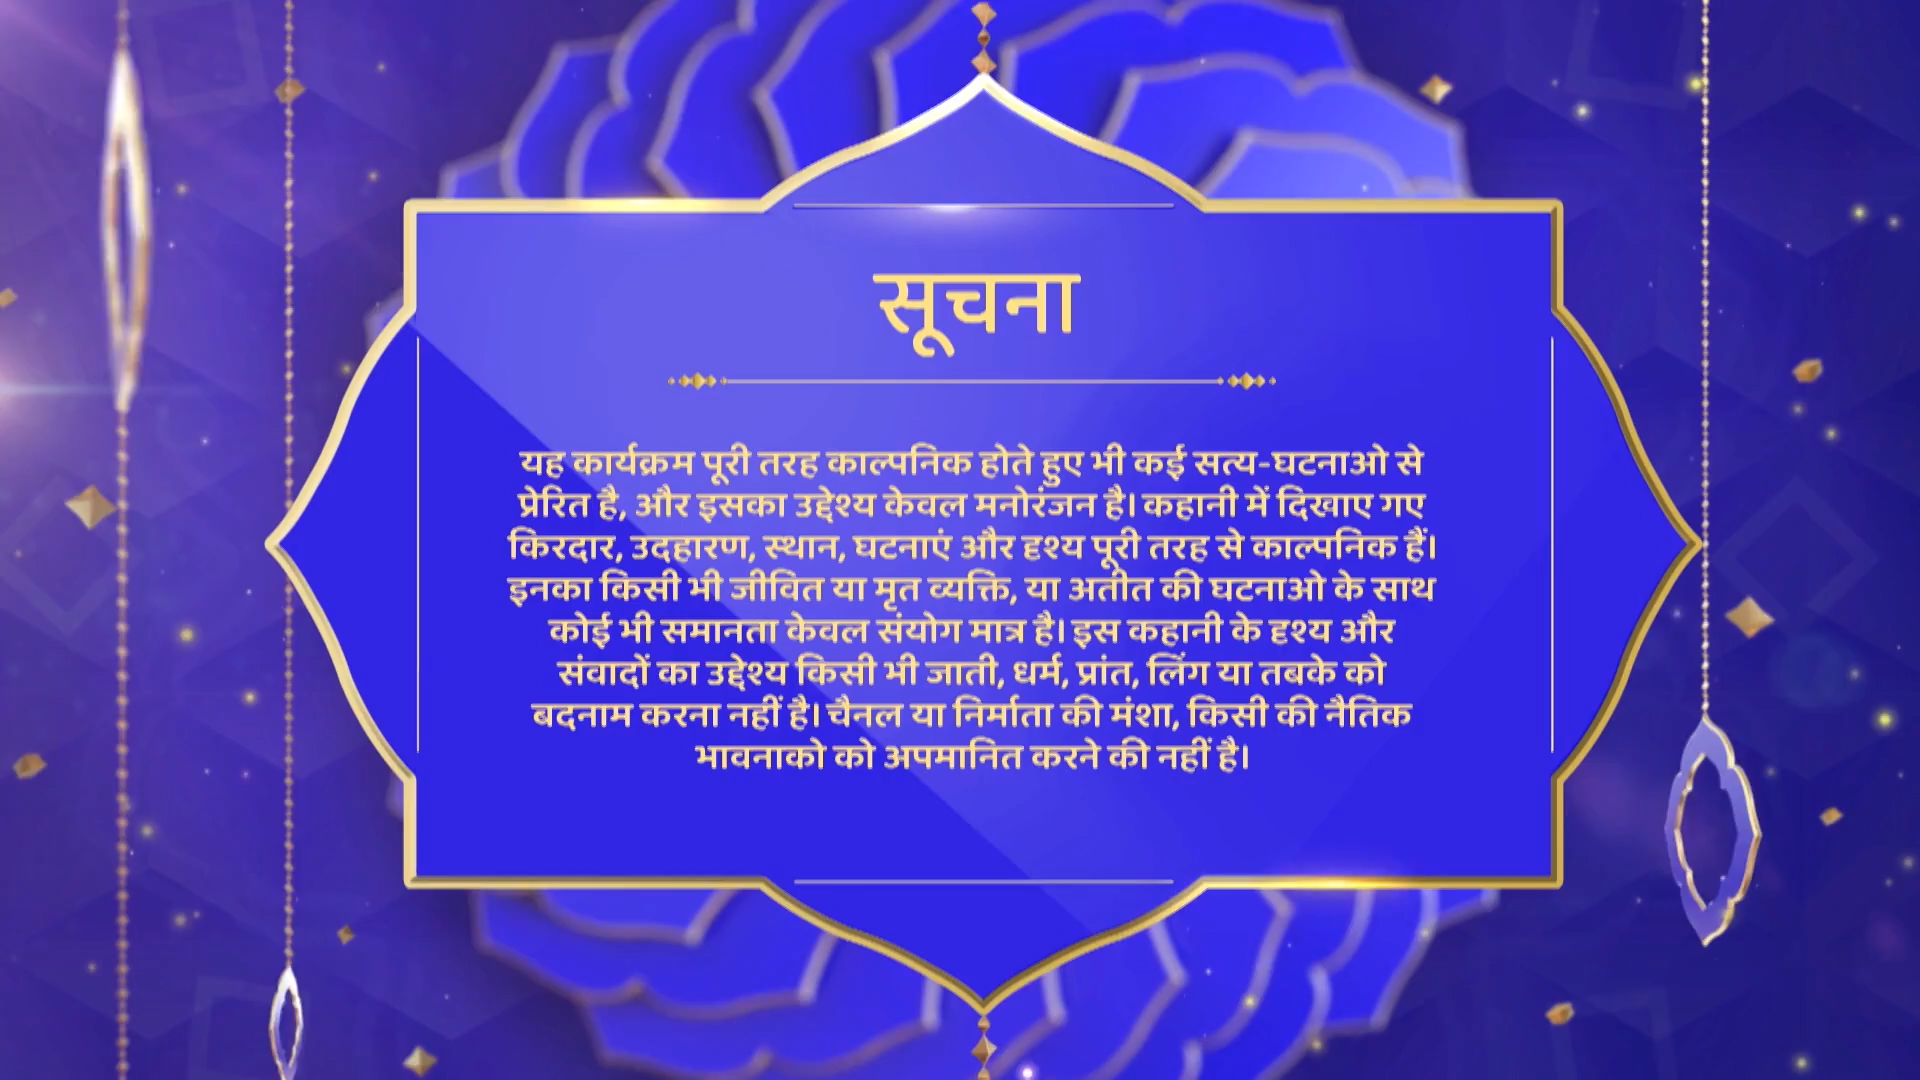 सूचना
यह कार्यक्रम पूरी तरह काल्पनिक होते हुए भी कई सत्य-घटनाओ से
प्रेरित है, और इसका उद्देश्य केवल मनोरंजन है। कहानी में दिखाए गए
किरदार, उदहारण, स्थान, घटनाएं और दृश्य पूरी तरह से काल्पनिक हैं।
इनका किसी भी जीवित या मृत व्यक्ति, या अतीत की घटनाओ के साथ
कोई भी समानता केवल संयोग मात्र है। इस कहानी के दृश्य और
संवादों का उद्देश्य किसी भी जाती, धर्म, प्रांत, लिंग या तबके को
बदनाम करना नहीं है। चैनल या निर्माता की मंशा, किसी की नैतिक
भावनाको को अपमानित करने की नहीं है।